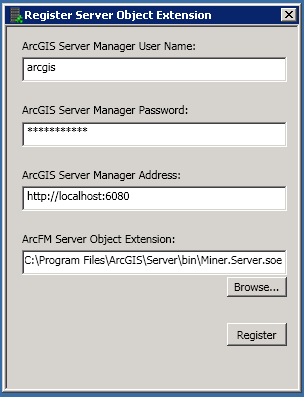 Register Server Object Extension
ArcGIS Server Manager User Name:
arcgis
ArcGIS Server Manager Password:
***********
ArcGIS Server Manager Address:
http://localhost:6080
ArcFM Server Object Extension:
C:\Program Files\ArcGIS\Server\bin\Miner.Server.soe
Browse...
Register